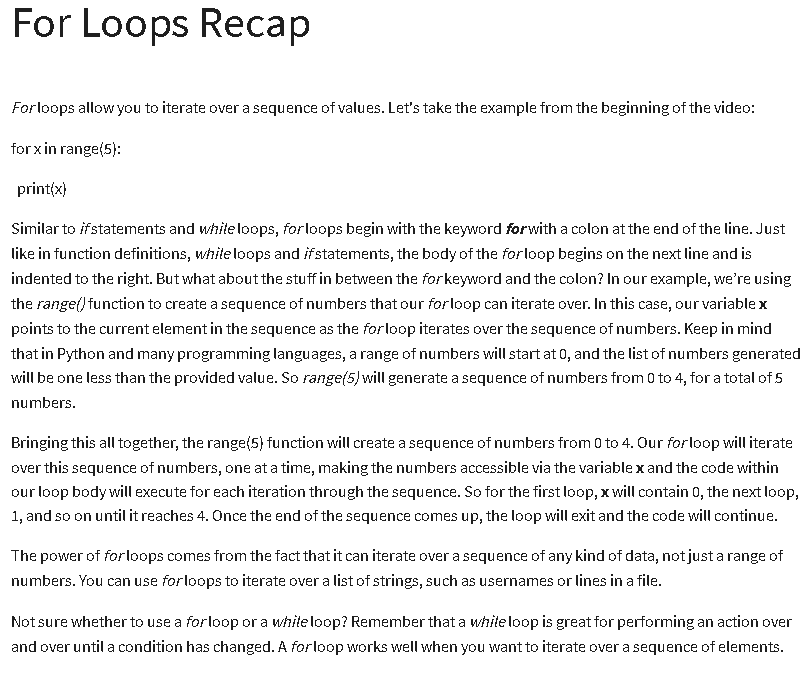 For Loops Recap
For loops allow you to iterate over a sequence of values. Let's take the example from the beginning of the video:
for x in range(5):
print(x)
Similar to if statements and while loops, for loops begin with the keyword for with a colon at the end of the line. Just
like in function definitions, while loops and if statements, the body of the for loop begins on the next line and is
indented to the right. But what about the stuff in between the for keyword and the colon? In our example, we’re using
the range() function to create a sequence of numbers that our for loop can iterate over. In this case, our variable x
points to the current element in the sequence as the for loop iterates over the sequence of numbers. Keep in mind
that in Python and many programming languages, a range of numbers will start at 0, and the list of numbers generated
will be one less than the provided value. So range(5) will generate a sequence of numbers from 0 to 4, for a total of 5
numbers.
Bringing this all together, the range(5) function will create a sequence of numbers from 0 to 4. Our for loop will iterate
over this sequence of numbers, one at a time, making the numbers accessible via the variable x and the code within
our loop body will execute for each iteration through the sequence. So for the first loop, x will contain 0, the next loop,
1, and so on until it reaches 4. Once the end of the sequence comes up, the loop will exit and the code will continue.
The power of for loops comes from the fact that it can iterate over a sequence of any kind of data, not just a range of
numbers. You can use for loops to iterate over a list of strings, such as usernames or lines in a file.
Not sure whether to use a for loop or a while loop? Remember that a while loop is great for performing an action over
and over until a condition has changed. A for loop works well when you want to iterate over a sequence of elements.